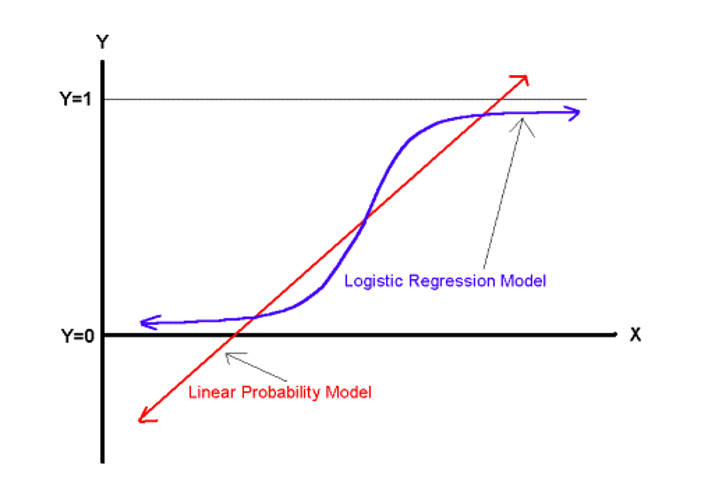 Y
Y=1
Logistic Regression Model
Y=0
X
Linear Probability Model